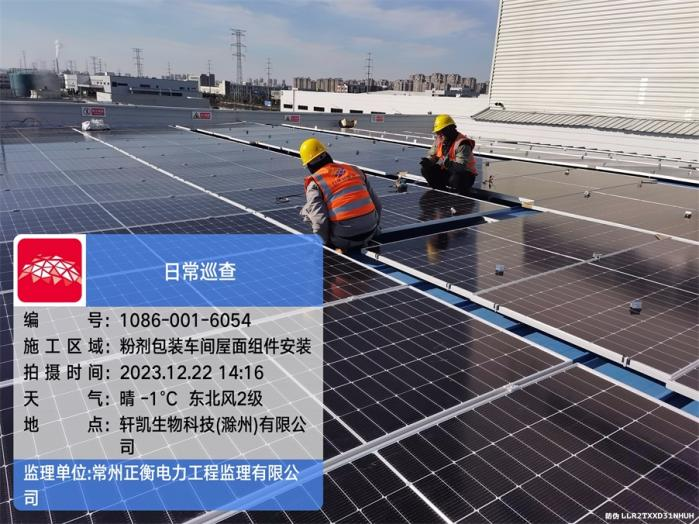 日常巡查
编 号：1086-001-6054
施工区域：粉剂包装车间屋面组件安装
拍摄时间：2023.12.22 14:16
天 气：晴 -1℃ 东北风2级
地 点：轩凯生物科技(滁州)有限公
司
监理单位:常州正衡电力工程监理有限公
司
防伪 LLR2TXXD31NHUH